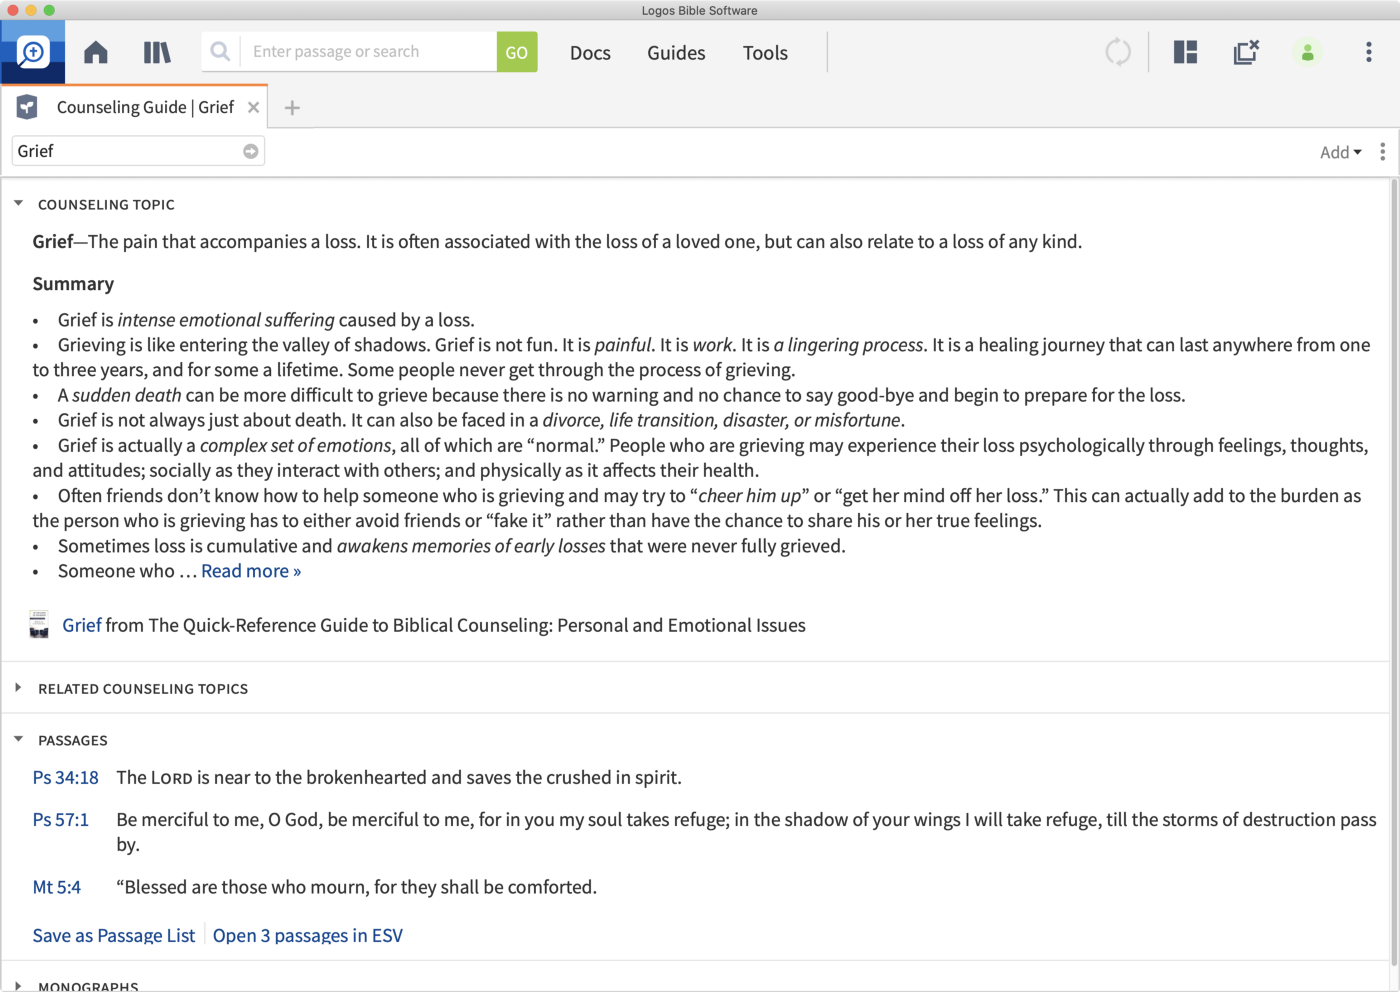 Logos Bible Software
Enter passage or search
GO
Docs
Guides
Tools
Counseling Guide | Grief
Grief
Add
COUNSELING TOPIC
Grief—The pain that accompanies a loss. It is often associated with the loss of a loved one, but can also relate to a loss of any kind.
Summary
• Grief is intense emotional suffering caused by a loss.
• Grieving is like entering the valley of shadows. Grief is not fun. It is painful. It is work. It is a lingering process. It is a healing journey that can last anywhere from one
to three years, and for some a lifetime. Some people never get through the process of grieving.
• A sudden death can be more difficult to grieve because there is no warning and no chance to say good-bye and begin to prepare for the loss.
• Grief is not always just about death. It can also be faced in a divorce, life transition, disaster, or misfortune.
• Grief is actually a complex set of emotions, all of which are “normal.” People who are grieving may experience their loss psychologically through feelings, thoughts,
and attitudes; socially as they interact with others; and physically as it affects their health.
• Often friends don’t know how to help someone who is grieving and may try to “cheer him up” or “get her mind off her loss.” This can actually add to the burden as
the person who is grieving has to either avoid friends or “fake it” rather than have the chance to share his or her true feelings.
• Sometimes loss is cumulative and awakens memories of early losses that were never fully grieved.
• Someone who … Read more »
Grief from The Quick-Reference Guide to Biblical Counseling: Personal and Emotional Issues
RELATED COUNSELING TOPICS
PASSAGES
Ps 34:18 The LORD is near to the brokenhearted and saves the crushed in spirit.
Ps 57:1 Be merciful to me, O God, be merciful to me, for in you my soul takes refuge; in the shadow of your wings I will take refuge, till the storms of destruction pass
by.
Mt 5:4 “Blessed are those who mourn, for they shall be comforted.
Save as Passage List
Open 3 passages in ESV
MONOGRAPHS